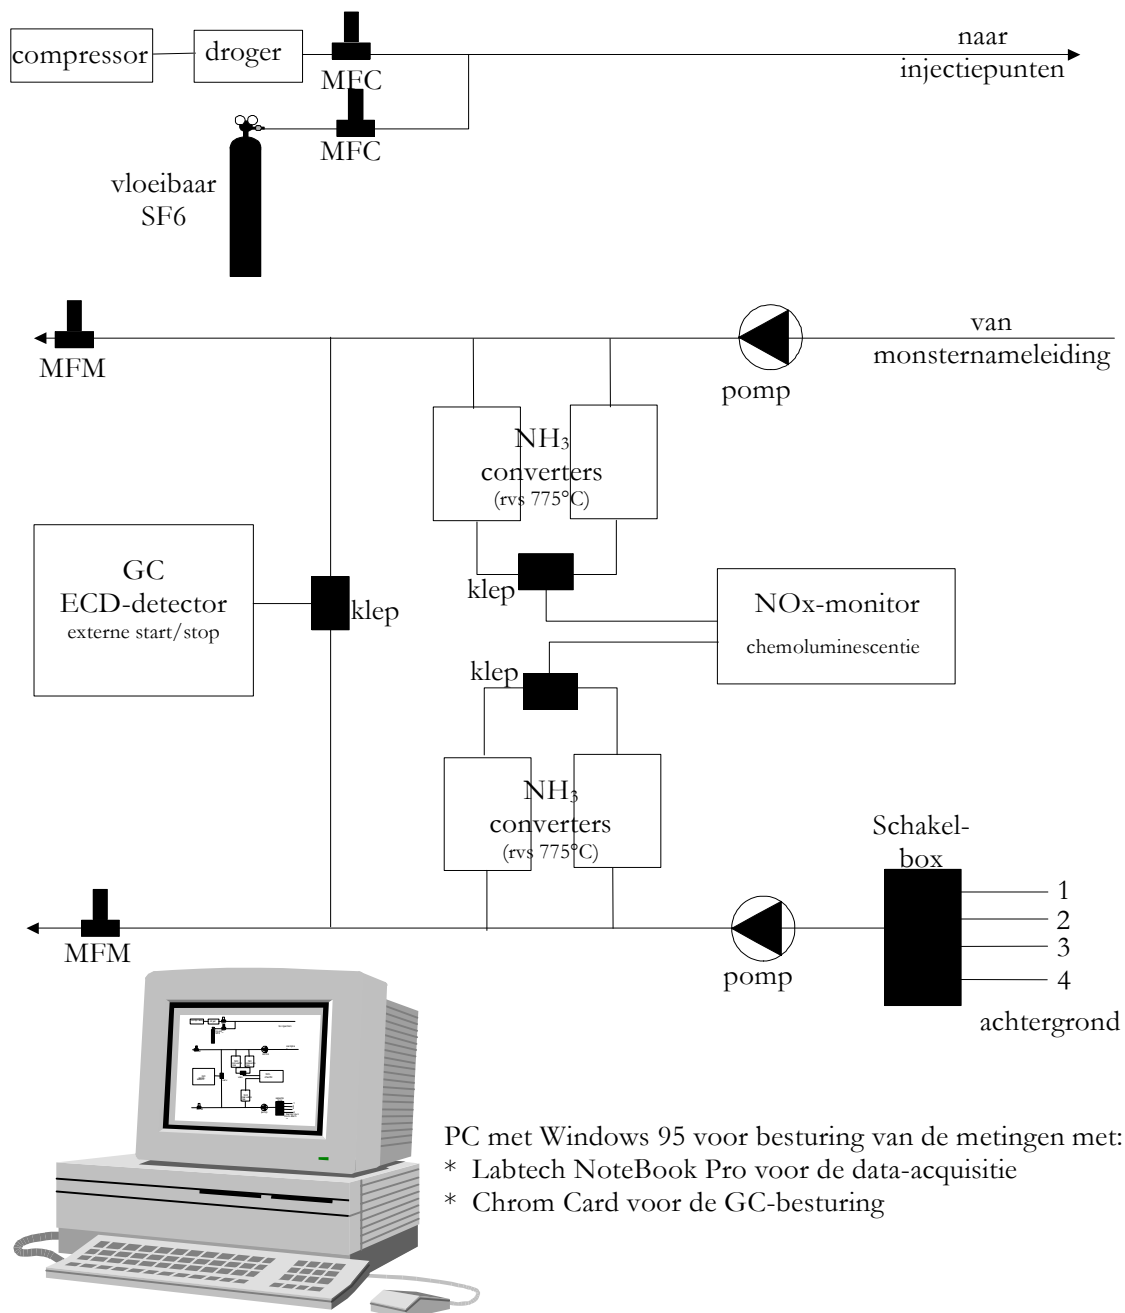 compressor
droger
MFC
naar
injectiepunten
MFC
vloeibaar
SF6
MFM
van
monsternameleiding
pomp
NH₃
converters
(rvs 775°C)
GC
ECD-detector
externe start/stop
klep
klep
NOx-monitor
chemoluminescentie
klep
NH₃
converters
(rvs 775°C)
Schakel-
box
1
2
3
4
achtergrond
MFM
pomp
PC met Windows 95 voor besturing van de metingen met:
* Labtech NoteBook Pro voor de data-acquisitie
* Chrom Card voor de GC-besturing